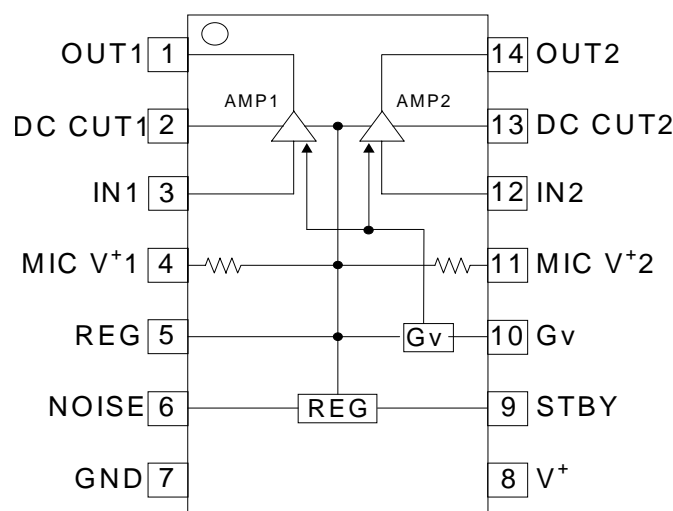 OUT1 1 14 OUT2
AMP1 AMP2
DC CUT1 2 13 DC CUT2
IN1 3 12 IN2
MIC V+1 4 11 MIC V+2
REG 5 Gv 10 Gv
NOISE 6 REG 9 STBY
GND 7 8 V+